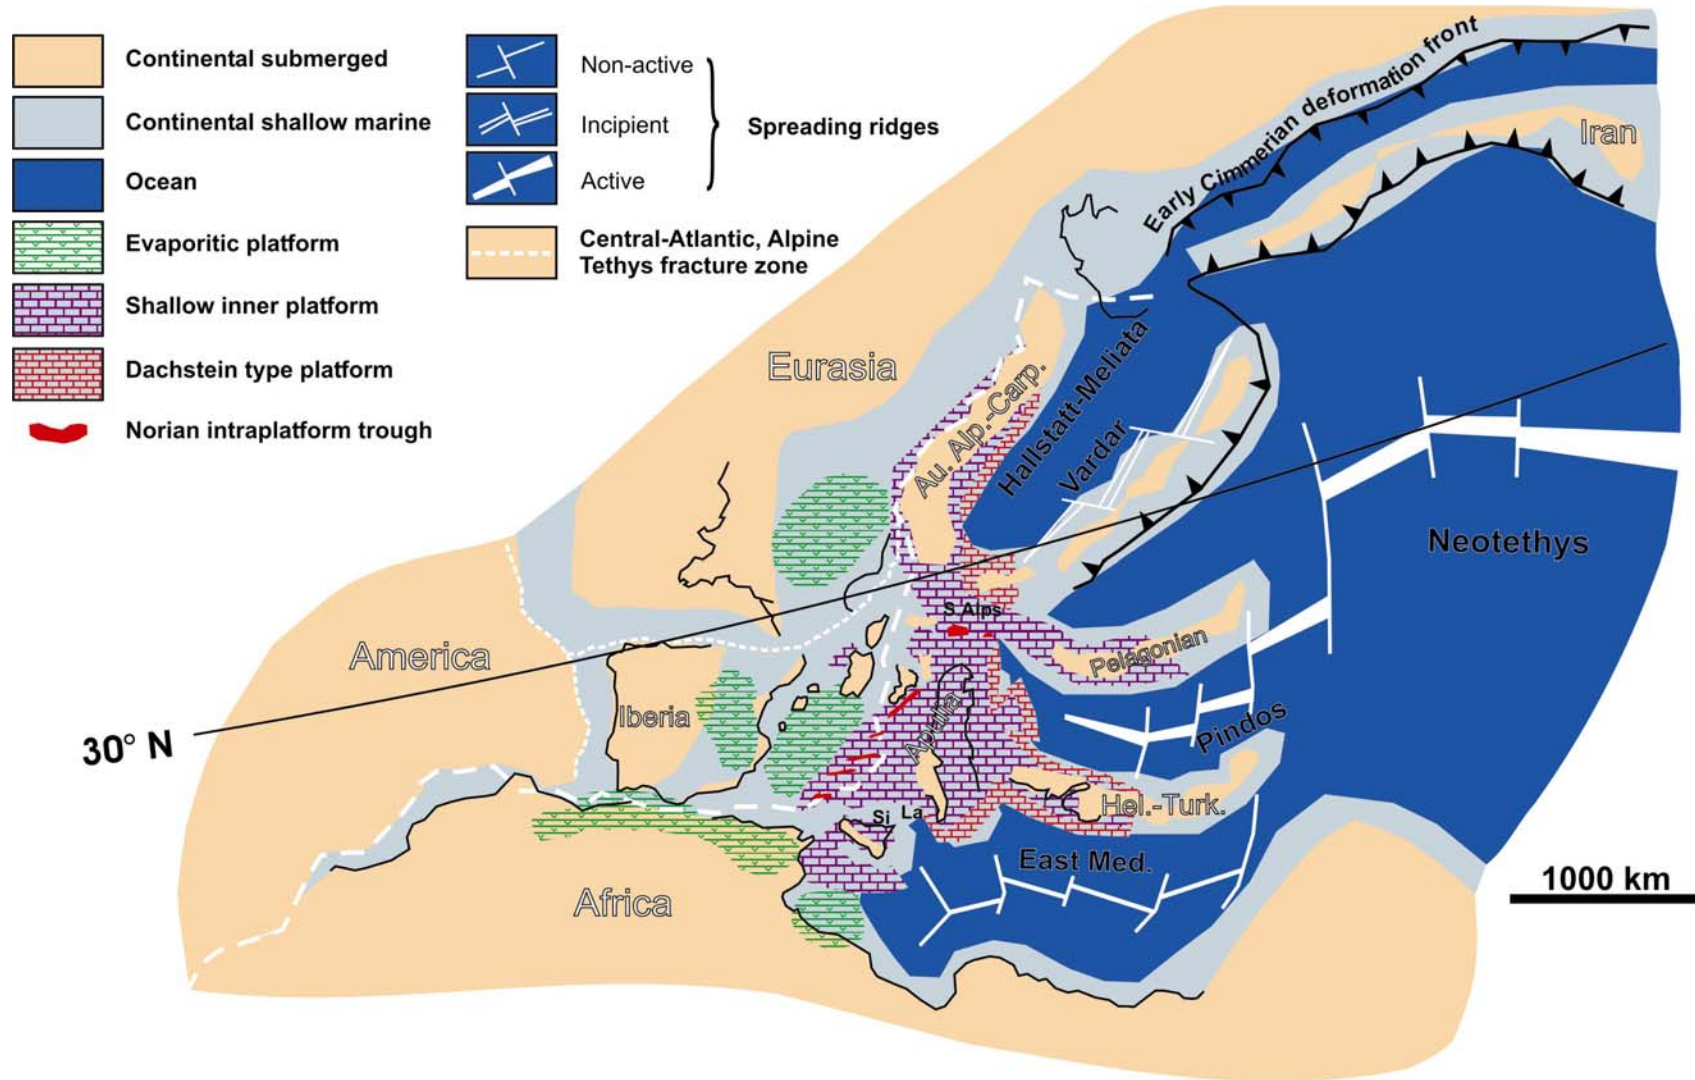 Continental submerged
Continental shallow marine
Ocean
Evaporitic platform
Shallow inner platform
Dachstein type platform
Norian intraplatform trough
Non-active
Incipient
Active
Spreading ridges
Central-Atlantic, Alpine
Tethys fracture zone
Early Cimmerian deformation front
Iran
Eurasia
Au. Alp.-Carp.
Hallstatt-Meliata
Vardar
Neotethys
S Alps
America
Pelagonian
Iberia
Apulia
Pindos
30° N
Hel.-Turk.
Si
La
East Med.
Africa
1000 km